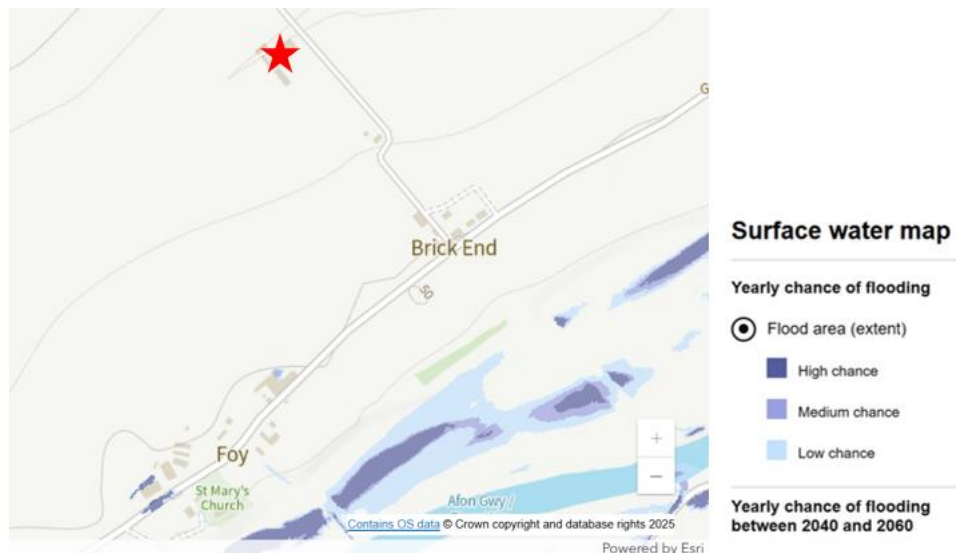 G
Brick End
50
Foy
St Mary's
Church
Afon Gwy /
+
−
Contains OS data © Crown copyright and database rights 2025
Powered by Esri
Surface water map
Yearly chance of flooding
Flood area (extent)
High chance
Medium chance
Low chance
Yearly chance of flooding
between 2040 and 2060